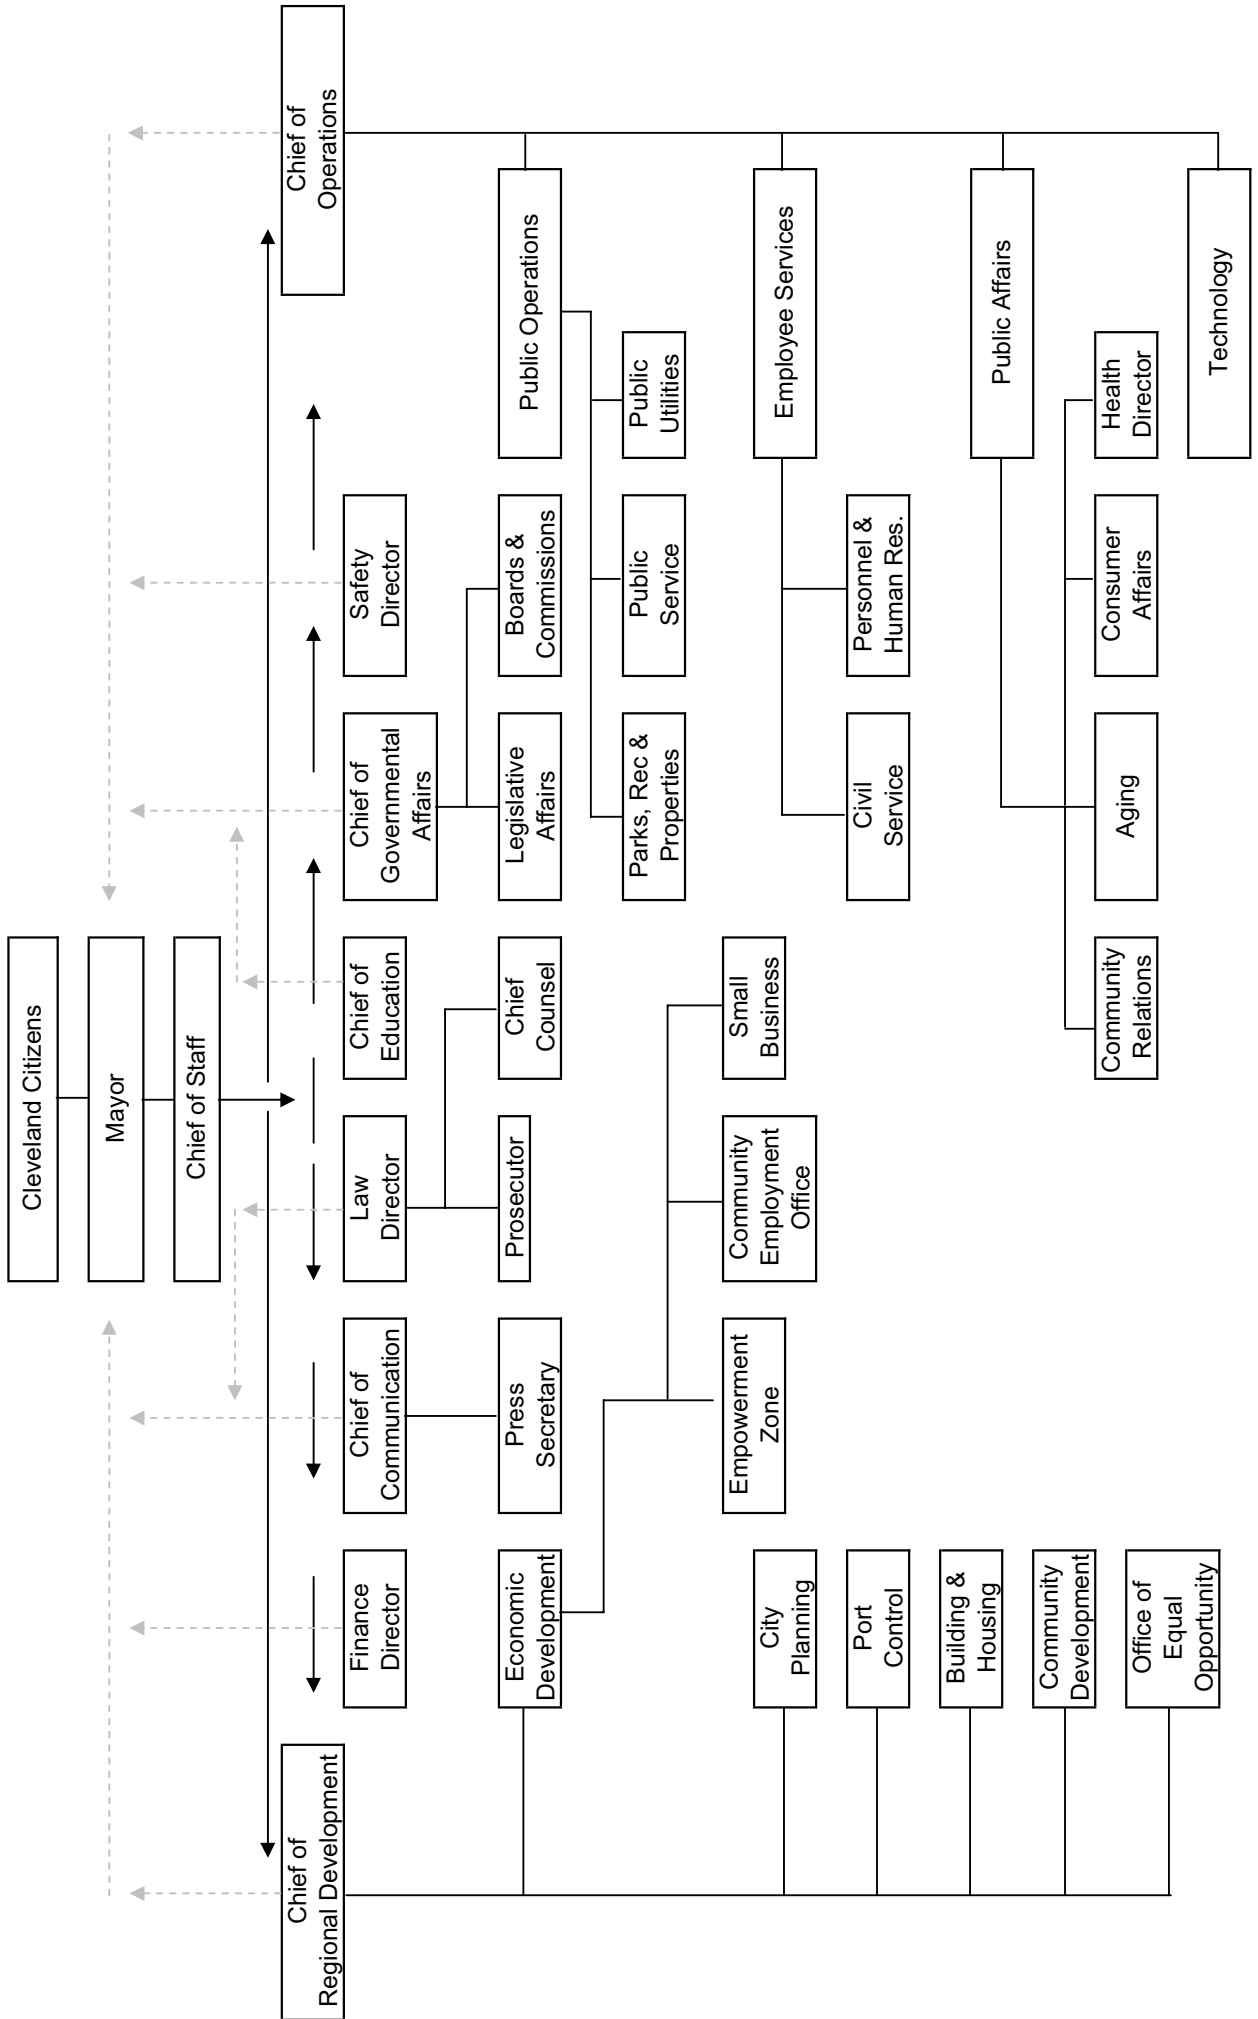 Cleveland Citizens
Mayor
Chief of Staff
Chief of
Regional Development
Chief of
Operations
Finance
Director
Chief of
Communication
Law
Director
Chief of
Education
Chief of
Governmental
Affairs
Safety
Director
Economic
Development
Press
Secretary
Prosecutor
Chief
Counsel
Legislative
Affairs
Boards &
Commissions
Public Operations
Parks, Rec &
Properties
Public
Service
Public
Utilities
Empowerment
Zone
Community
Employment
Office
Small
Business
City
Planning
Employee Services
Port
Control
Civil
Service
Personnel &
Human Res.
Building &
Housing
Public Affairs
Community
Development
Community
Relations
Aging
Consumer
Affairs
Health
Director
Office of
Equal
Opportunity
Technology